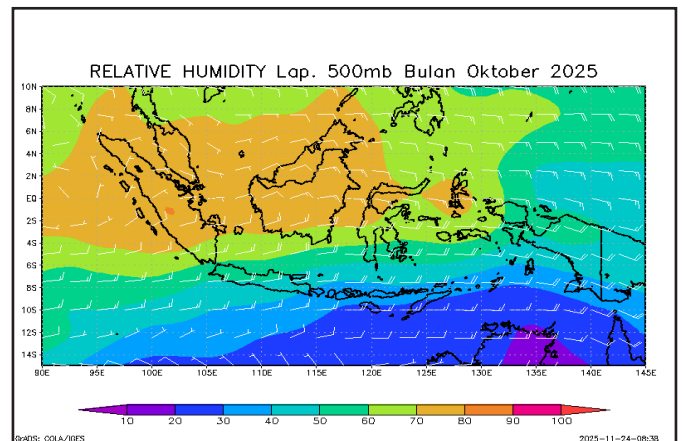 RELATIVE HUMIDITY Lap. 500mb Bulan Oktober 2025
10N
8N
6N
4N
2N
EQ
2S
4S
6S
8S
10S
12S
14S
90E 95E 100E 105E 110E 115E 120E 125E 130E 135E 140E 145E
10 20 30 40 50 60 70 80 90 100
GrADS: COLA/IGES 2025-11-24-08:38